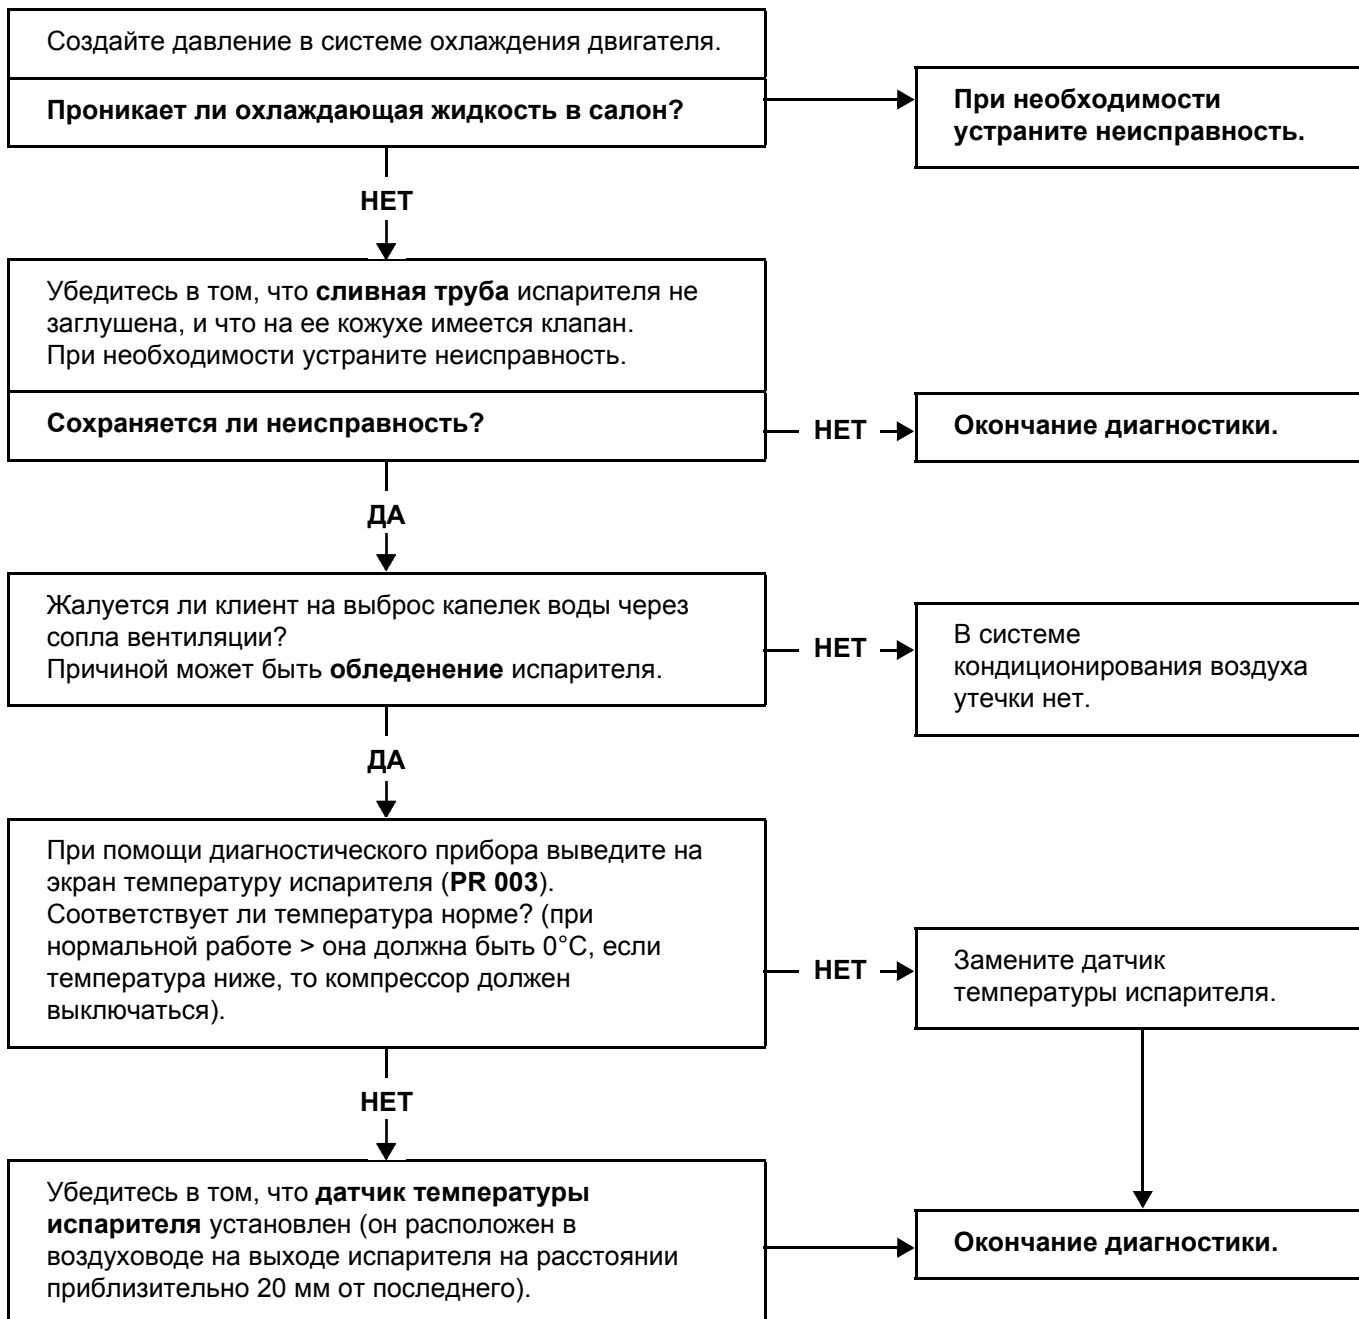 Создайте давление в системе охлаждения двигателя.
Проникает ли охлаждающая жидкость в салон?
При необходимости
устраните неисправность.
НЕТ
Убедитесь в том, что сливная труба испарителя не
заглушена, и что на ее кожухе имеется клапан.
При необходимости устраните неисправность.
Сохраняется ли неисправность?
НЕТ
Окончание диагностики.
ДА
Жалуется ли клиент на выброс капелек воды через
сопла вентиляции?
Причиной может быть обледенение испарителя.
НЕТ
В системе
кондиционирования воздуха
утечки нет.
ДА
При помощи диагностического прибора выведите на
экран температуру испарителя (PR 003).
Соответствует ли температура норме? (при
нормальной работе > она должна быть 0°C, если
температура ниже, то компрессор должен
выключаться).
НЕТ
Замените датчик
температуры испарителя.
НЕТ
Убедитесь в том, что датчик температуры
испарителя установлен (он расположен в
воздуховоде на выходе испарителя на расстоянии
приблизительно 20 мм от последнего).
Окончание диагностики.